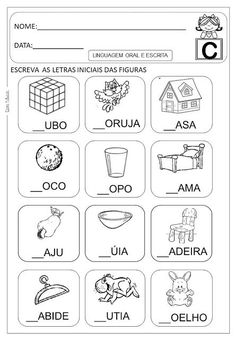 NOME:
DATA:
LINGUAGEM ORAL E ESCRITA
C
ESCREVA AS LETRAS INICIAIS DAS FIGURAS
__UBO __ORUJA __ASA
__OCO __OPO __AMA
__AJU __ÚIA __ADEIRA
__ABIDE __UTIA __OELHO